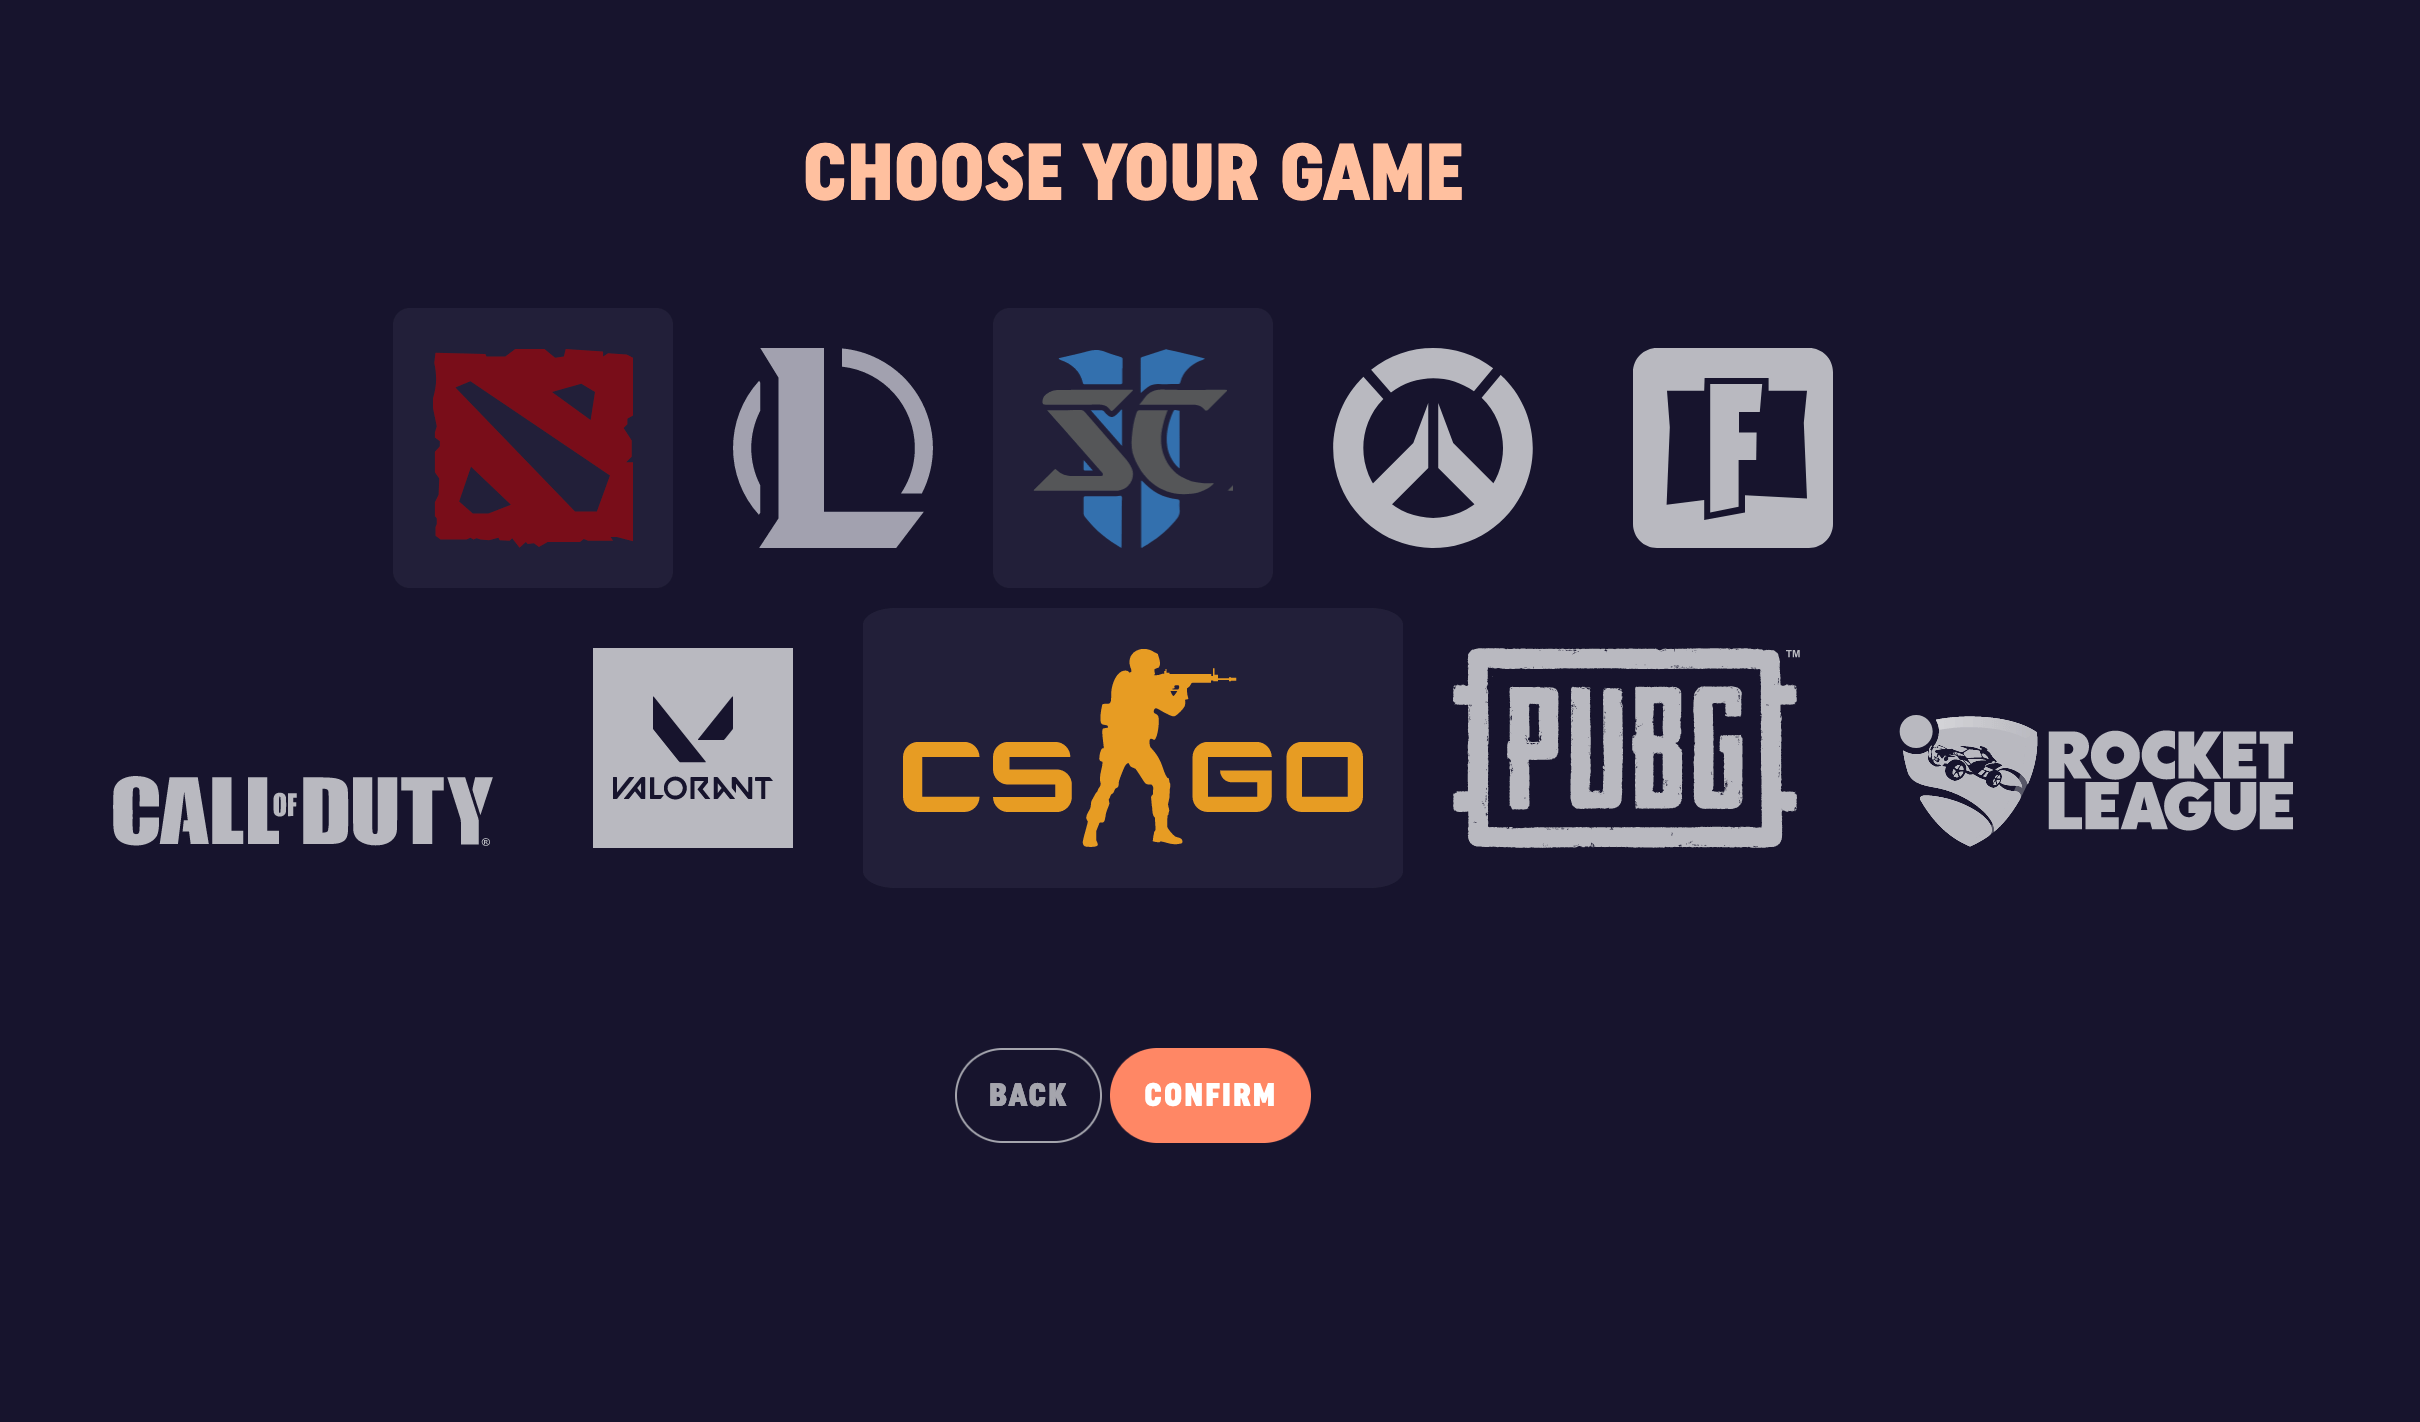 CHOOSE YOUR GAME
L
SC
F
CALL OF DUTY®
VALORANT
CS GO
PUBG™
ROCKET
LEAGUE
BACK
CONFIRM